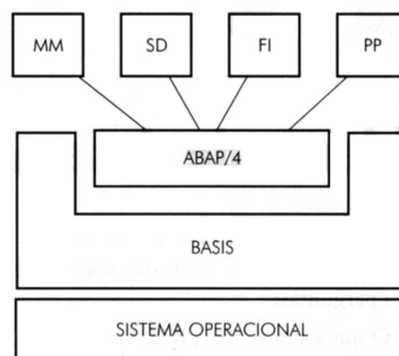 MM SD FI PP
ABAP/4
BASIS
SISTEMA OPERACIONAL